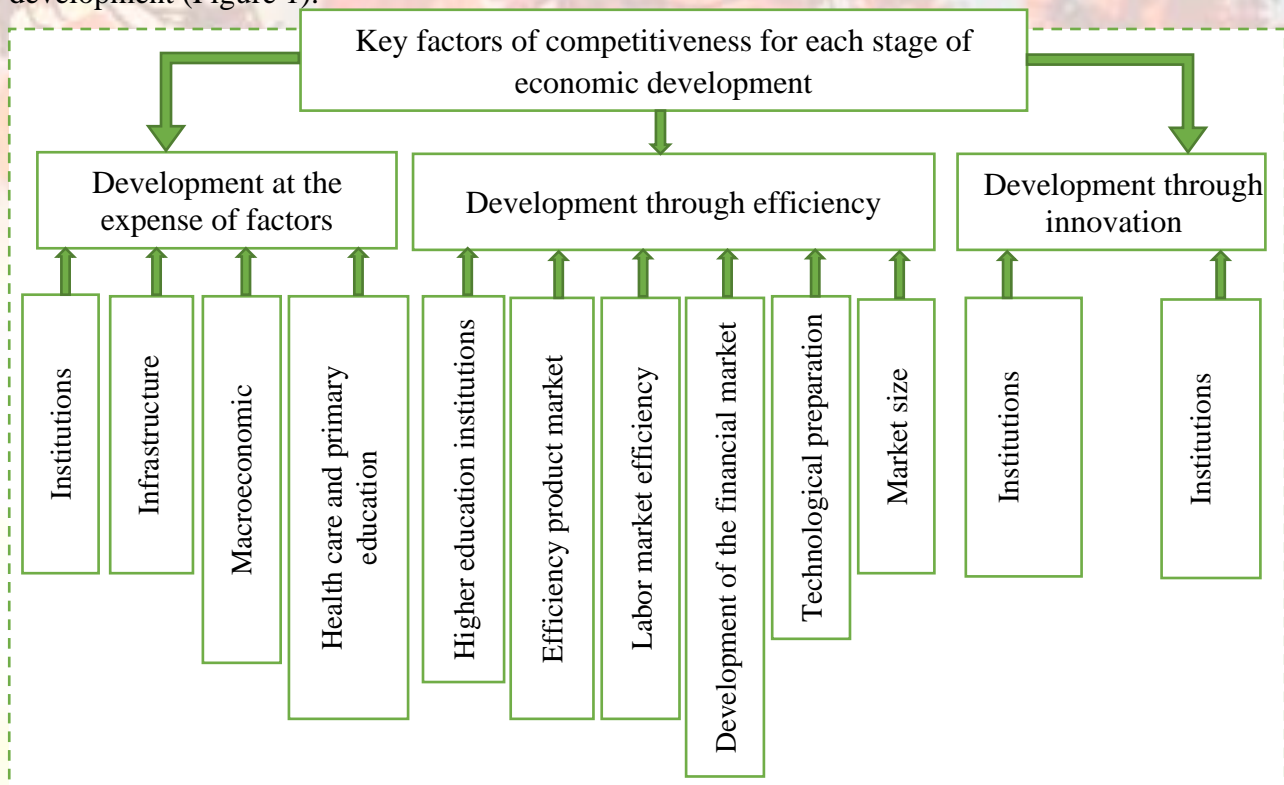 development (Figure 1).
Key factors of competitiveness for each stage of
economic development
Development at the
expense of factors
Development through efficiency
Development through
innovation
Institutions
Infrastructure
Macroeconomic
Health care and primary
education
Higher education institutions
Efficiency product market
Labor market efficiency
Development of the financial market
Technological preparation
Market size
Institutions
Institutions